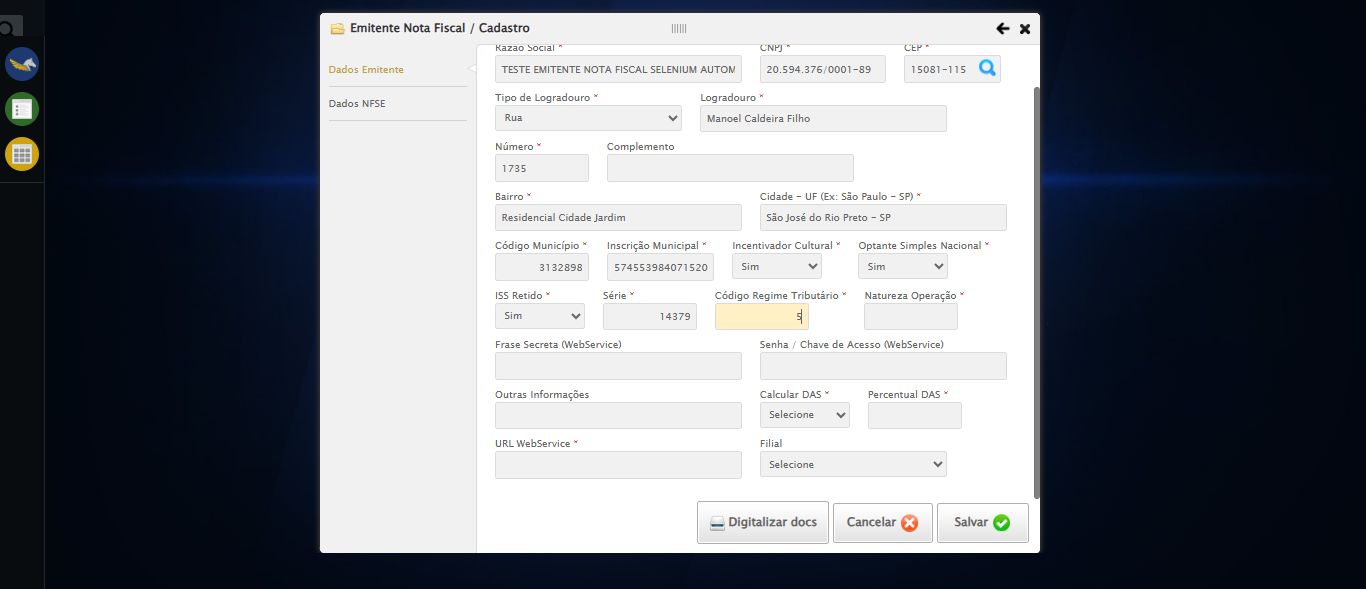 Emitente Nota Fiscal / Cadastro
Dados Emitente
Dados NFSE
Razão Social * CNPJ * CEP *
TESTE EMITENTE NOTA FISCAL SELENIUM AUTOM 20.594.376/0001-89 15081-115
Tipo de Logradouro * Logradouro *
Rua Manoel Caldeira Filho
Número * Complemento
1735
Bairro * Cidade - UF (Ex: São Paulo - SP) *
Residencial Cidade Jardim São José do Rio Preto - SP
Código Município * Inscrição Municipal * Incentivador Cultural * Optante Simples Nacional *
3132898 574553984071520 Sim Sim
ISS Retido * Série * Código Regime Tributário * Natureza Operação *
Sim 14379 5
Frase Secreta (WebService) Senha / Chave de Acesso (WebService)
Outras Informações Calcular DAS * Percentual DAS *
Selecione
URL WebService * Filial
Selecione
Digitalizar docs Cancelar Salvar